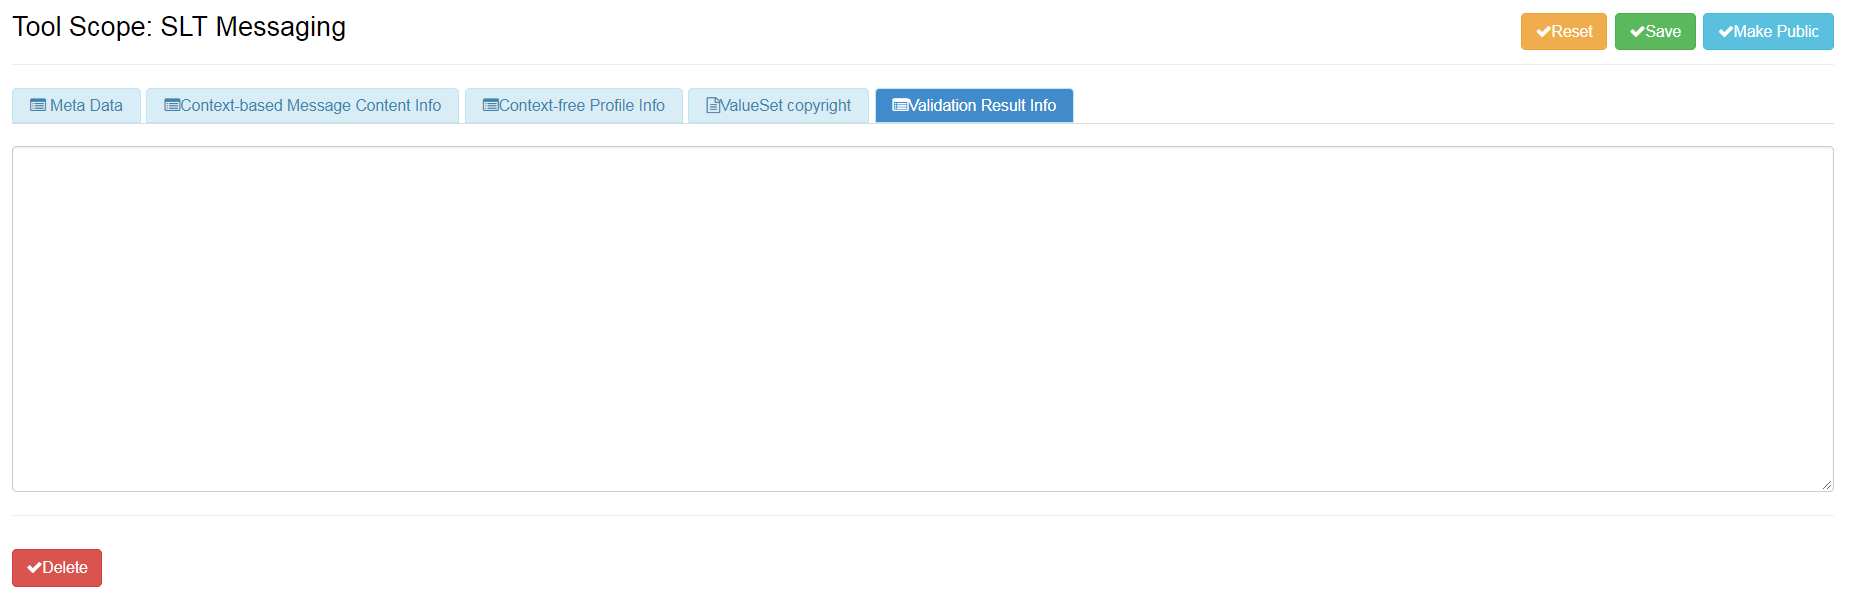 Tool Scope: SLT Messaging
Reset Save Make Public
Meta Data Context-based Message Content Info Context-free Profile Info ValueSet copyright Validation Result Info
Delete